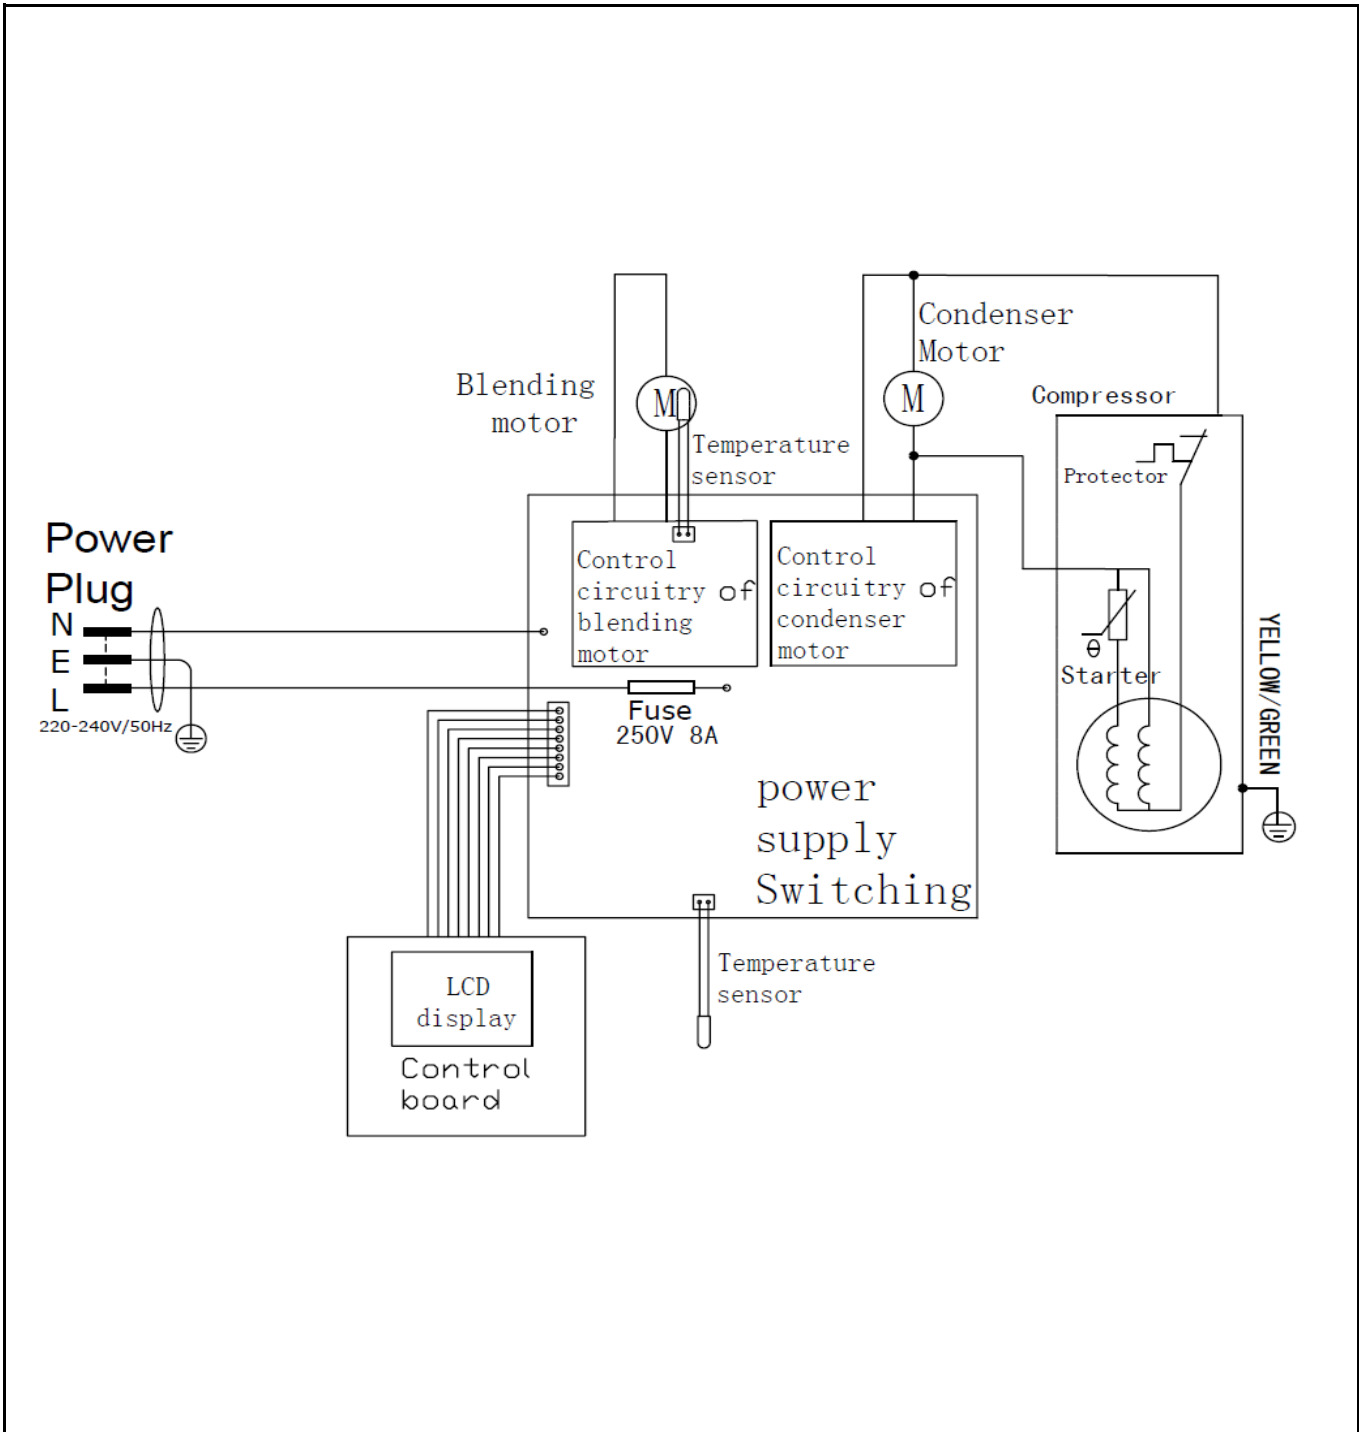 Condenser
Motor
M
Blending
motor
M
Compressor
Temperature
sensor
Protector
Power
Plug
N
E
L
220-240V/50Hz
Control
circuitry of
blending
motor
Control
circuitry of
condenser
motor
θ
Starter
YELLOW/GREEN
Fuse
250V 8A
power
supply
Switching
Temperature
sensor
LCD
display
Control
board